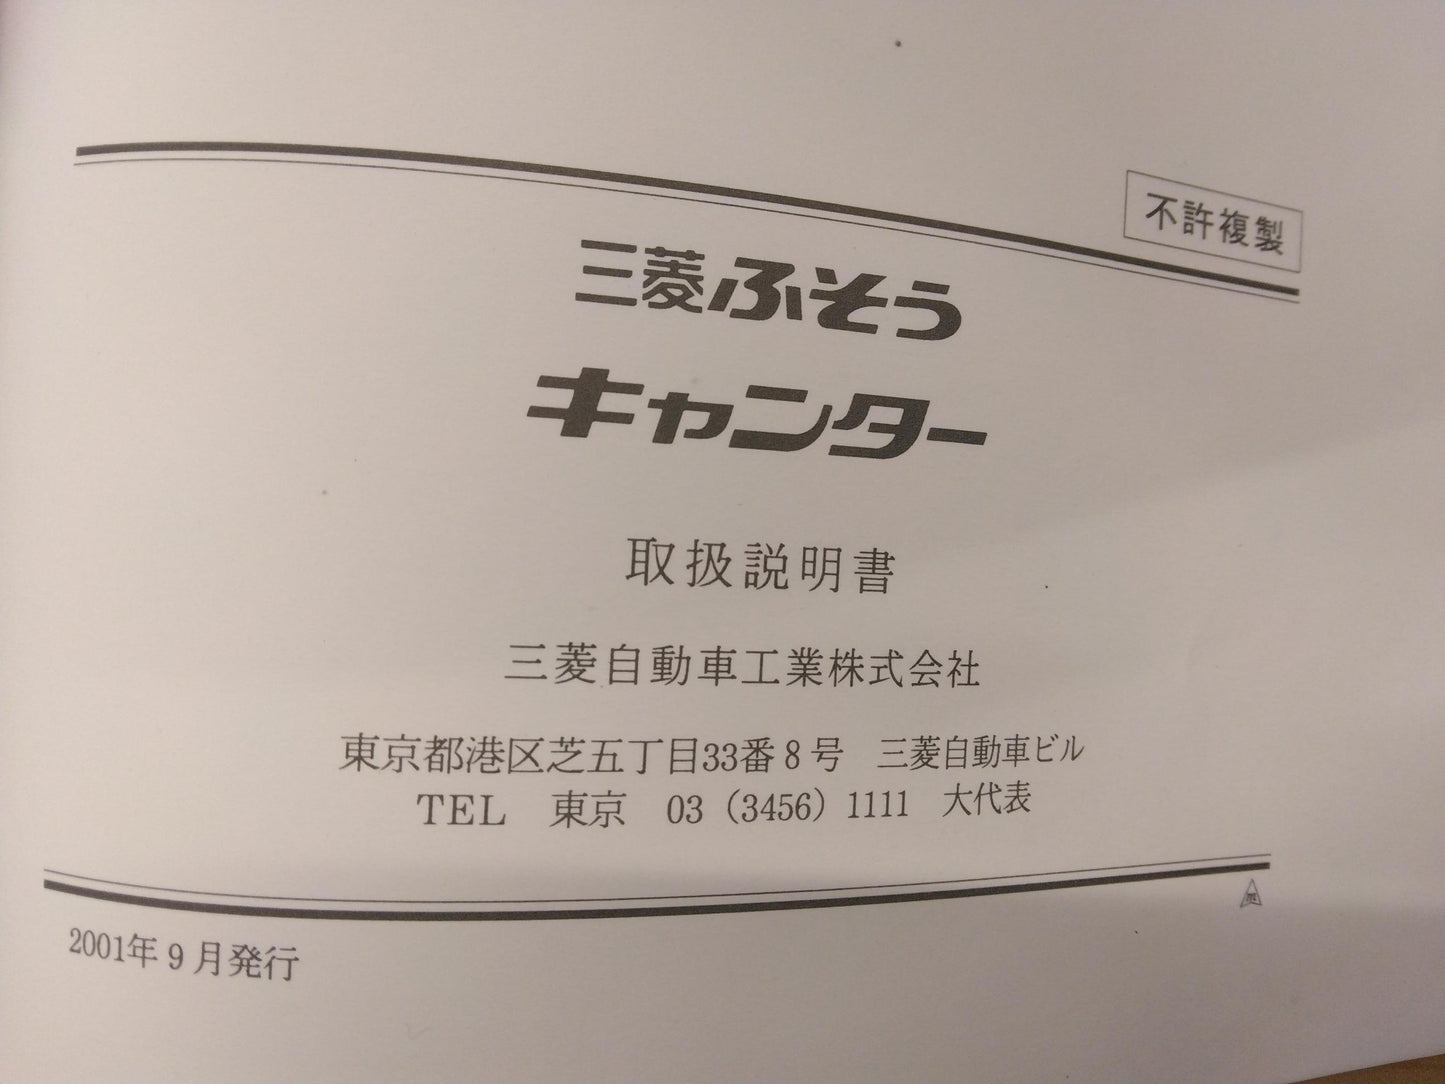 不許複製
三菱ふそう
キャンター
取扱説明書
三菱自動車工業株式会社
東京都港区芝五丁目33番8号 三菱自動車ビル
TEL 東京 03（3456）1111 大代表
2001年9月発行